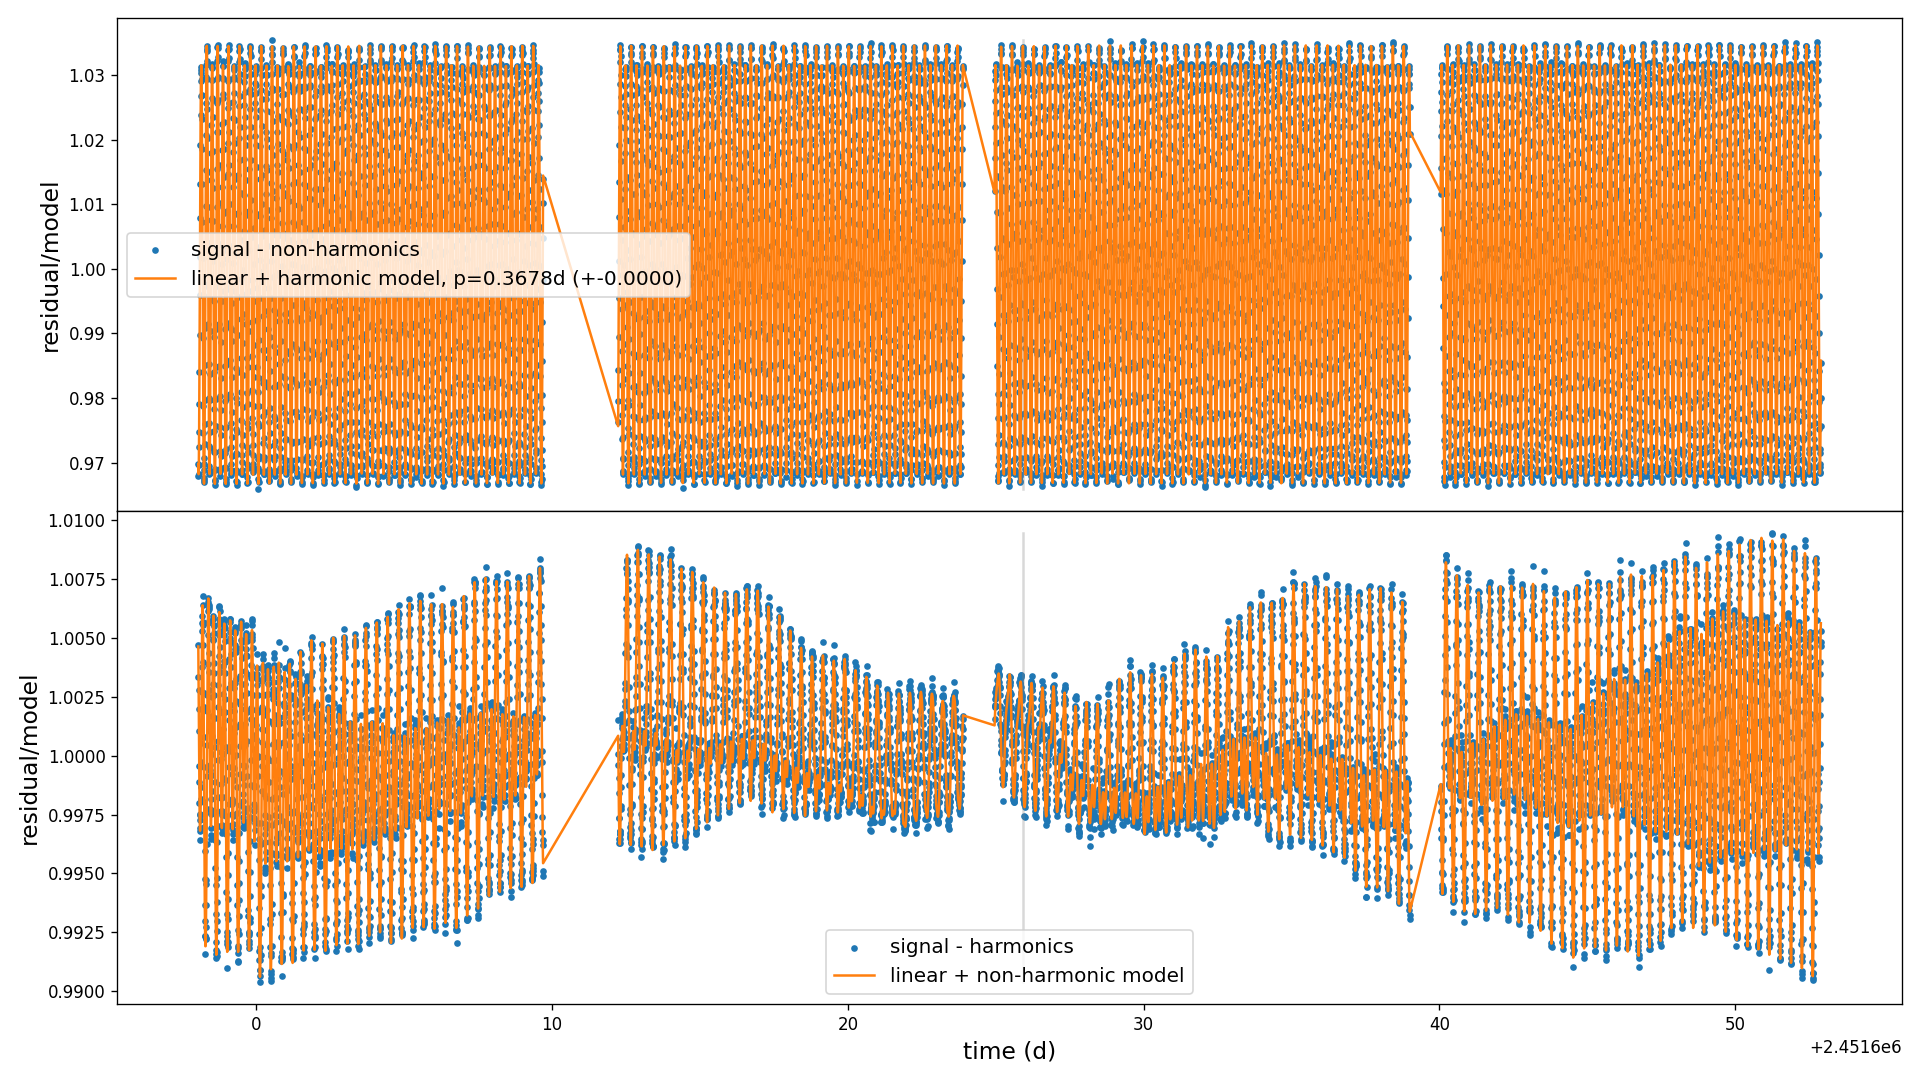 1.03
1.02
1.01
1.00
0.99
0.98
0.97
residual/model
signal - non-harmonics
linear + harmonic model, p=0.3678d (+-0.0000)
1.0100
1.0075
1.0050
1.0025
1.0000
0.9975
0.9950
0.9925
0.9900
residual/model
signal - harmonics
linear + non-harmonic model
0 10 20 30 40 50
time (d)
+2.4516e6